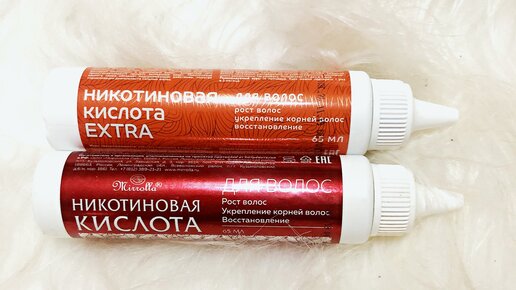 НИКОТИНОВАЯ
КИСЛОТА
EXTRA
ДЛЯ ВОЛОС
рост волос
укрепление корней волос
восстановление
65 МЛ
EAC
Mirrolla®
НИКОТИНОВАЯ
КИСЛОТА
ДЛЯ ВОЛОС
Рост волос
Укрепление корней волос
Восстановление
65 МЛ